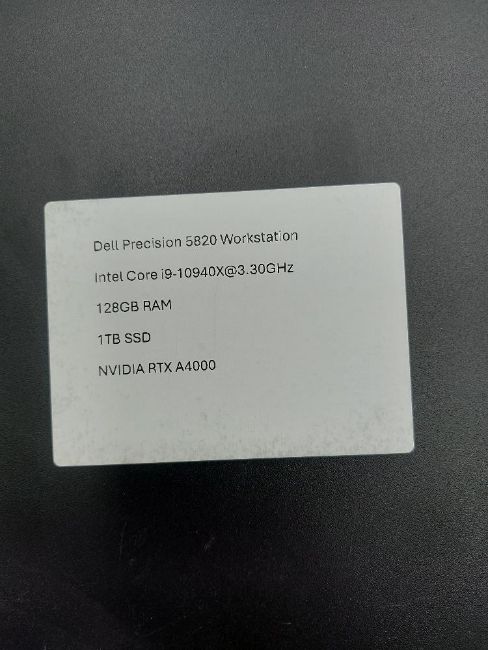 Dell Precision 5820 Workstation
Intel Core i9-10940X@3.30GHz
128GB RAM
1TB SSD
NVIDIA RTX A4000